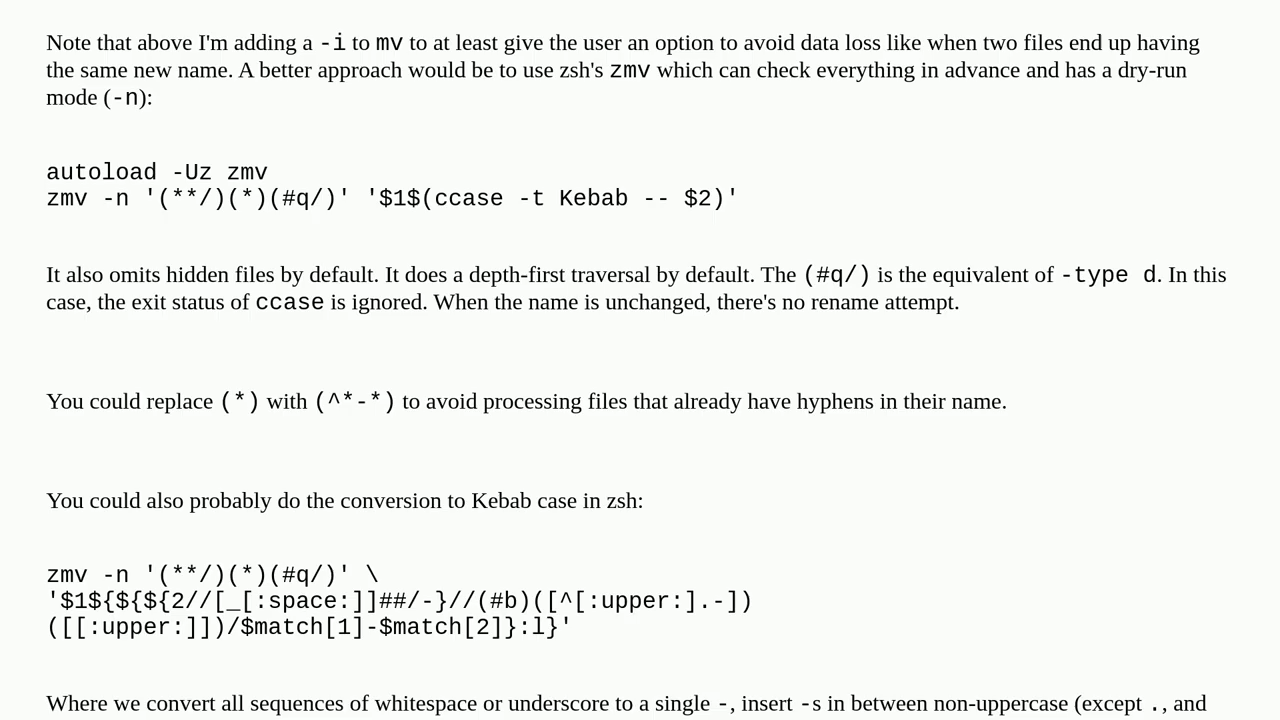 Note that above I'm adding a -i to mv to at least give the user an option to avoid data loss like when two files end up having
the same new name. A better approach would be to use zsh's zmv which can check everything in advance and has a dry-run
mode (-n):
autoload -Uz zmv
zmv -n '(**/)(*)(#q/)' '$1$(ccase -t Kebab -- $2)'
It also omits hidden files by default. It does a depth-first traversal by default. The (#q/) is the equivalent of -type d. In this
case, the exit status of ccase is ignored. When the name is unchanged, there's no rename attempt.
You could replace (*) with (^*-*) to avoid processing files that already have hyphens in their name.
You could also probably do the conversion to Kebab case in zsh:
zmv -n '(**/)(*)(#q/)' \
'$1${${${2//[_[:space:]]##/-}//(#b)([^[:upper:].-])
([[:upper:]])/$match[1]-$match[2]}:l}'
Where we convert all sequences of whitespace or underscore to a single -, insert -s in between non-uppercase (except ., and